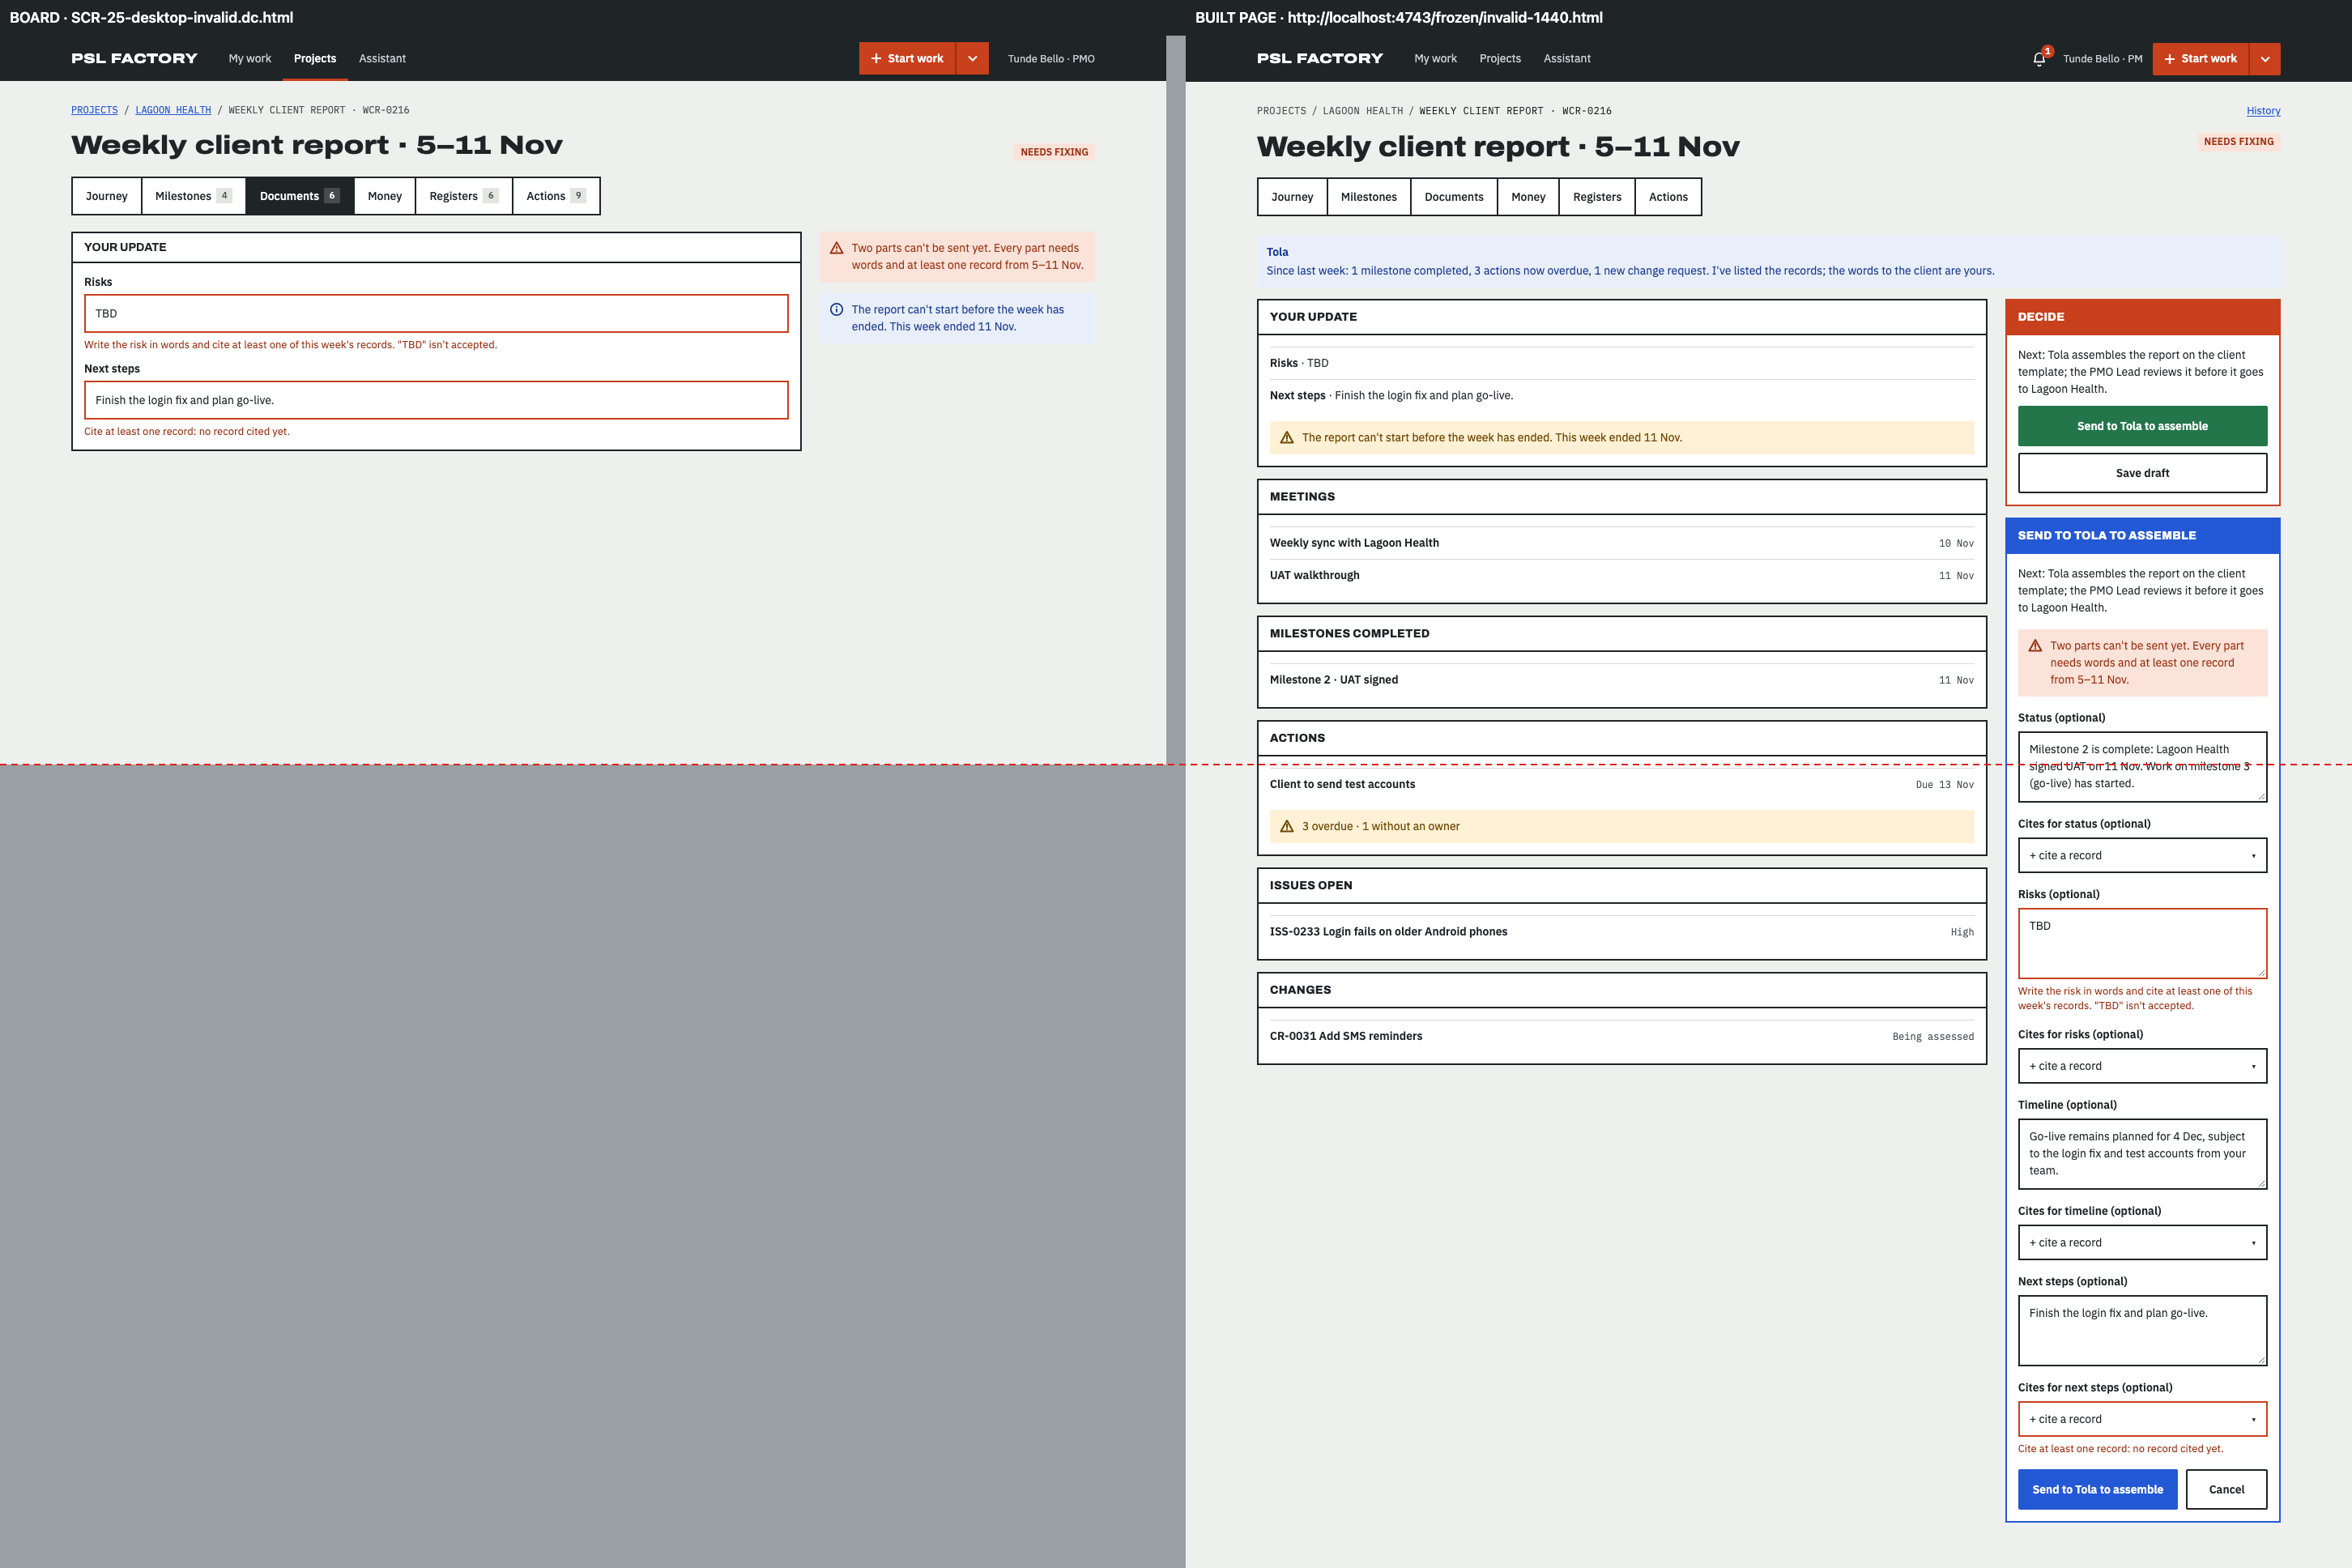 BOARD · SCR-25-desktop-invalid.dc.html
PSL FACTORY
My work
Projects
Assistant
+ Start work
Tunde Bello · PMO
PROJECTS / LAGOON HEALTH / WEEKLY CLIENT REPORT · WCR-0216
Weekly client report · 5–11 Nov
NEEDS FIXING
Journey
Milestones 4
Documents 6
Money
Registers 6
Actions 9
YOUR UPDATE
Risks
TBD
Write the risk in words and cite at least one of this week's records. "TBD" isn't accepted.
Next steps
Finish the login fix and plan go-live.
Cite at least one record: no record cited yet.
Two parts can't be sent yet. Every part needs
words and at least one record from 5–11 Nov.
The report can't start before the week has
ended. This week ended 11 Nov.
BUILT PAGE · http://localhost:4743/frozen/invalid-1440.html
PSL FACTORY
My work
Projects
Assistant
1
Tunde Bello · PM
+ Start work
PROJECTS / LAGOON HEALTH / WEEKLY CLIENT REPORT · WCR-0216
History
Weekly client report · 5–11 Nov
NEEDS FIXING
Journey
Milestones
Documents
Money
Registers
Actions
Tola
Since last week: 1 milestone completed, 3 actions now overdue, 1 new change request. I've listed the records; the words to the client are yours.
YOUR UPDATE
Risks · TBD
Next steps · Finish the login fix and plan go-live.
The report can't start before the week has ended. This week ended 11 Nov.
MEETINGS
Weekly sync with Lagoon Health
10 Nov
UAT walkthrough
11 Nov
MILESTONES COMPLETED
Milestone 2 · UAT signed
11 Nov
ACTIONS
Client to send test accounts
Due 13 Nov
3 overdue · 1 without an owner
ISSUES OPEN
ISS-0233 Login fails on older Android phones
High
CHANGES
CR-0031 Add SMS reminders
Being assessed
DECIDE
Next: Tola assembles the report on the client
template; the PMO Lead reviews it before it goes
to Lagoon Health.
Send to Tola to assemble
Save draft
SEND TO TOLA TO ASSEMBLE
Next: Tola assembles the report on the client
template; the PMO Lead reviews it before it goes
to Lagoon Health.
Two parts can't be sent yet. Every part
needs words and at least one record
from 5–11 Nov.
Status (optional)
Milestone 2 is complete: Lagoon Health
signed UAT on 11 Nov. Work on milestone 3
(go-live) has started.
Cites for status (optional)
+ cite a record
Risks (optional)
TBD
Write the risk in words and cite at least one of this
week's records. "TBD" isn't accepted.
Cites for risks (optional)
+ cite a record
Timeline (optional)
Go-live remains planned for 4 Dec, subject
to the login fix and test accounts from your
team.
Cites for timeline (optional)
+ cite a record
Next steps (optional)
Finish the login fix and plan go-live.
Cites for next steps (optional)
+ cite a record
Cite at least one record: no record cited yet.
Send to Tola to assemble
Cancel